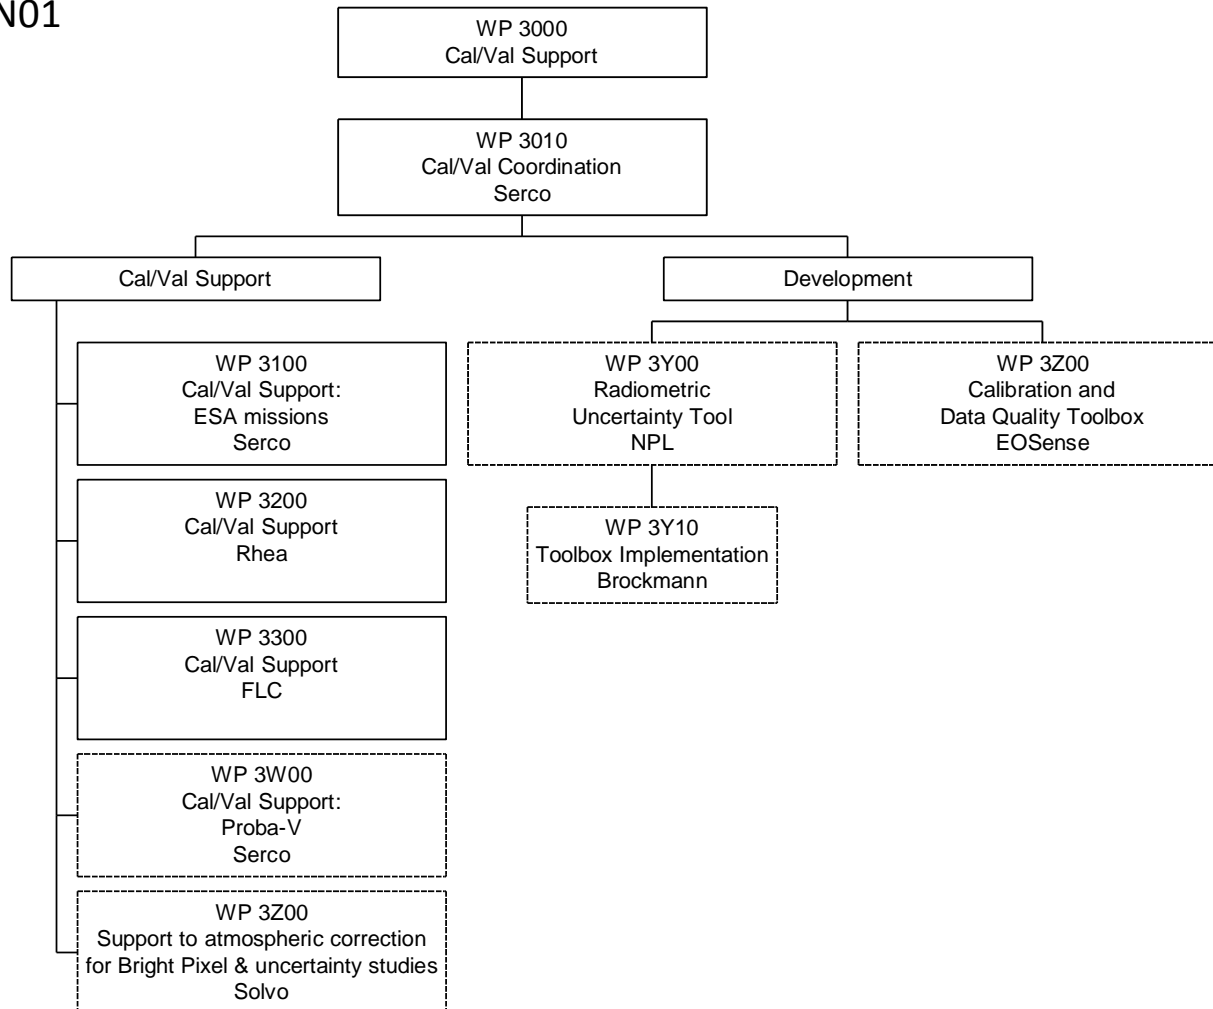 N01
WP 3000
Cal/Val Support
WP 3010
Cal/Val Coordination
Serco
Cal/Val Support
Development
WP 3100
Cal/Val Support:
ESA missions
Serco
WP 3Y00
Radiometric
Uncertainty Tool
NPL
WP 3Z00
Calibration and
Data Quality Toolbox
EOSense
WP 3200
Cal/Val Support
Rhea
WP 3Y10
Toolbox Implementation
Brockmann
WP 3300
Cal/Val Support
FLC
WP 3W00
Cal/Val Support:
Proba-V
Serco
WP 3Z00
Support to atmospheric correction
for Bright Pixel & uncertainty studies
Solvo